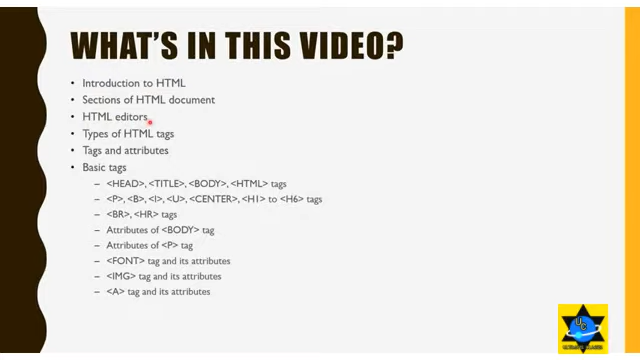 WHAT'S IN THIS VIDEO?
• Introduction to HTML
• Sections of HTML document
• HTML editors
• Types of HTML tags
• Tags and attributes
• Basic tags
– <HEAD>, <TITLE>, <BODY>, <HTML> tags
– <P>, <B>, <I>, <U>, <CENTER>, <H1> to <H6> tags
– <BR>, <HR> tags
– Attributes of <BODY> tag
– Attributes of <P> tag
– <FONT> tag and its attributes
– <IMG> tag and its attributes
– <A> tag and its attributes
UC